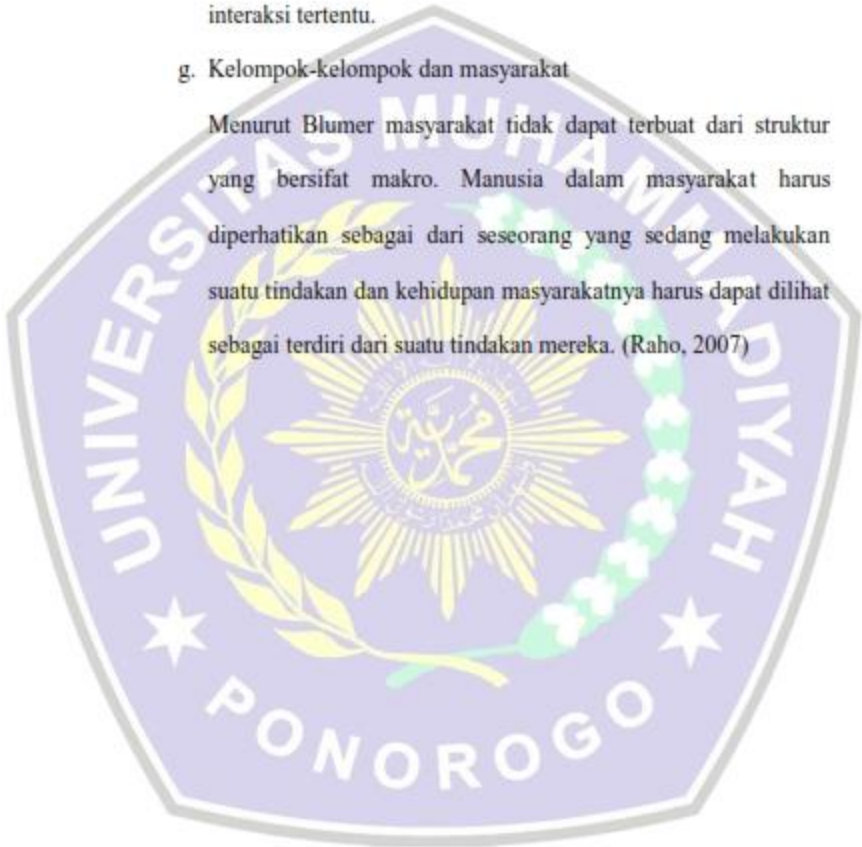 interaksi tertentu.
g. Kelompok-kelompok dan masyarakat
Menurut Blumer masyarakat tidak dapat terbuat dari struktur
yang bersifat makro. Manusia dalam masyarakat harus
diperhatikan sebagai dari seseorang yang sedang melakukan
suatu tindakan dan kehidupan masyarakatnya harus dapat dilihat
sebagai terdiri dari suatu tindakan mereka. (Raho, 2007)
UNIVERSITAS MUHAMMADIYAH
محمدية
PONOROGO